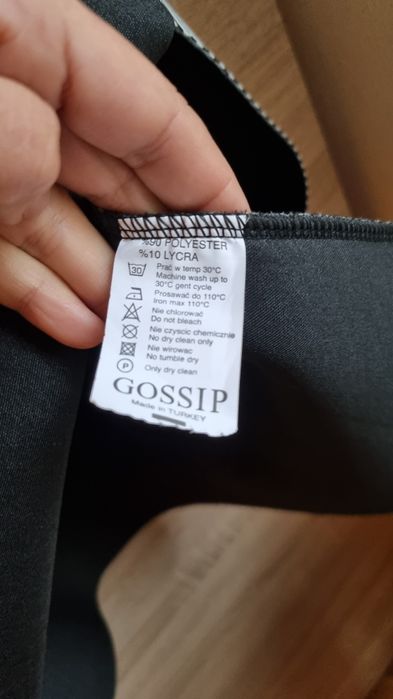 %90 POLYESTER
%10 LYCRA
30
Prać w temp 30°C
Machine wash up to
30°C gent cycle
Prosawać do 110°C
Iron max 110°C
Nie chlorować
Do not bleach
Nie czyscic chemicznie
No dry clean only
Nie wirowac
No tumble dry
P
Only dry clean
GOSSIP
Made in TURKEY